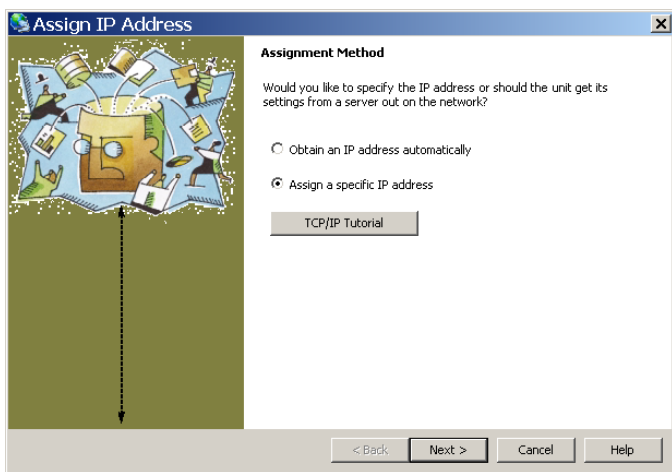 Assign IP Address
Assignment Method
Would you like to specify the IP address or should the unit get its
settings from a server out on the network?
Obtain an IP address automatically
Assign a specific IP address
TCP/IP Tutorial
< Back
Next >
Cancel
Help